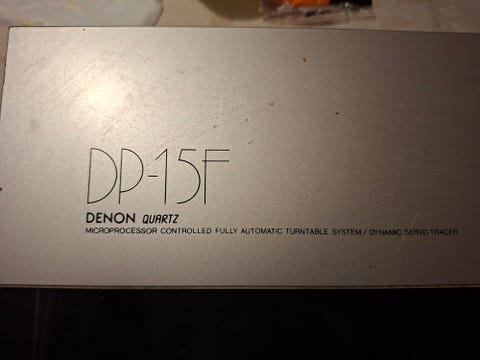 DP-15F
DENON QUARTZ
MICROPROCESSOR CONTROLLED FULLY AUTOMATIC TURNTABLE SYSTEM / DYNAMIC SERVO TRACER